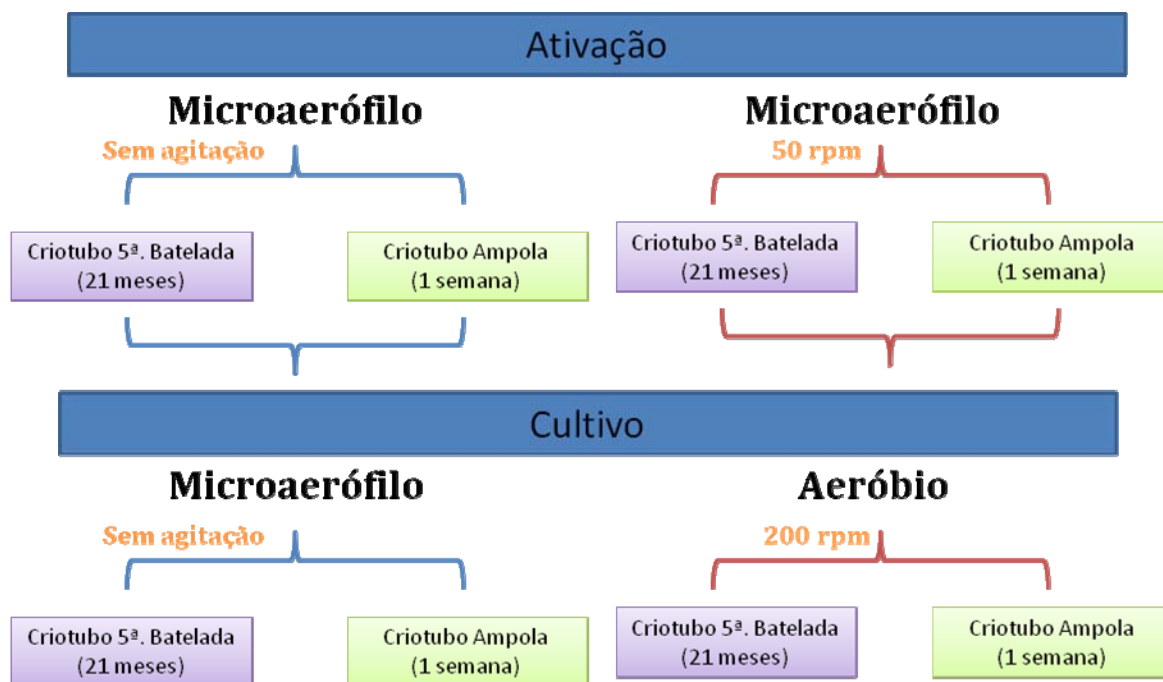 Ativação
Microaerófilo
Microaerófilo
Sem agitação
50 rpm
Criotubo 5ª. Batelada
(21 meses)
Criotubo Ampola
(1 semana)
Criotubo 5ª. Batelada
(21 meses)
Criotubo Ampola
(1 semana)
Cultivo
Microaerófilo
Aeróbio
Sem agitação
200 rpm
Criotubo 5ª. Batelada
(21 meses)
Criotubo Ampola
(1 semana)
Criotubo 5ª. Batelada
(21 meses)
Criotubo Ampola
(1 semana)